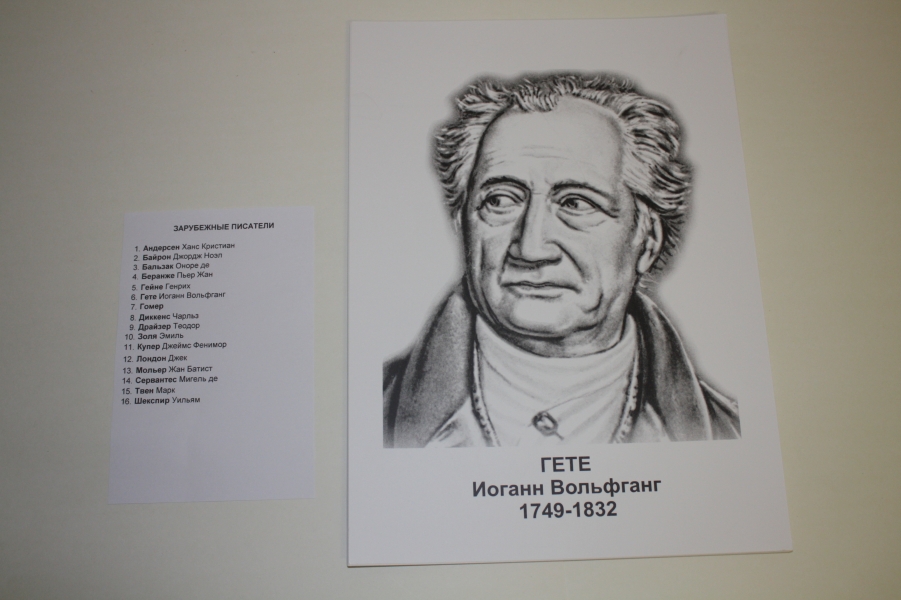 ЗАРУБЕЖНЫЕ ПИСАТЕЛИ
1. Андерсен Ханс Кристиан
2. Байрон Джордж Ноэл
3. Бальзак Оноре де
4. Беранже Пьер Жан
5. Гейне Генрих
6. Гете Иоганн Вольфганг
7. Гомер
8. Диккенс Чарльз
9. Драйзер Теодор
10. Золя Эмиль
11. Купер Джеймс Фенимор
12. Лондон Джек
13. Мольер Жан Батист
14. Сервантес Мигель де
15. Твен Марк
16. Шекспир Уильям
ГЕТЕ
Иоганн Вольфганг
1749-1832